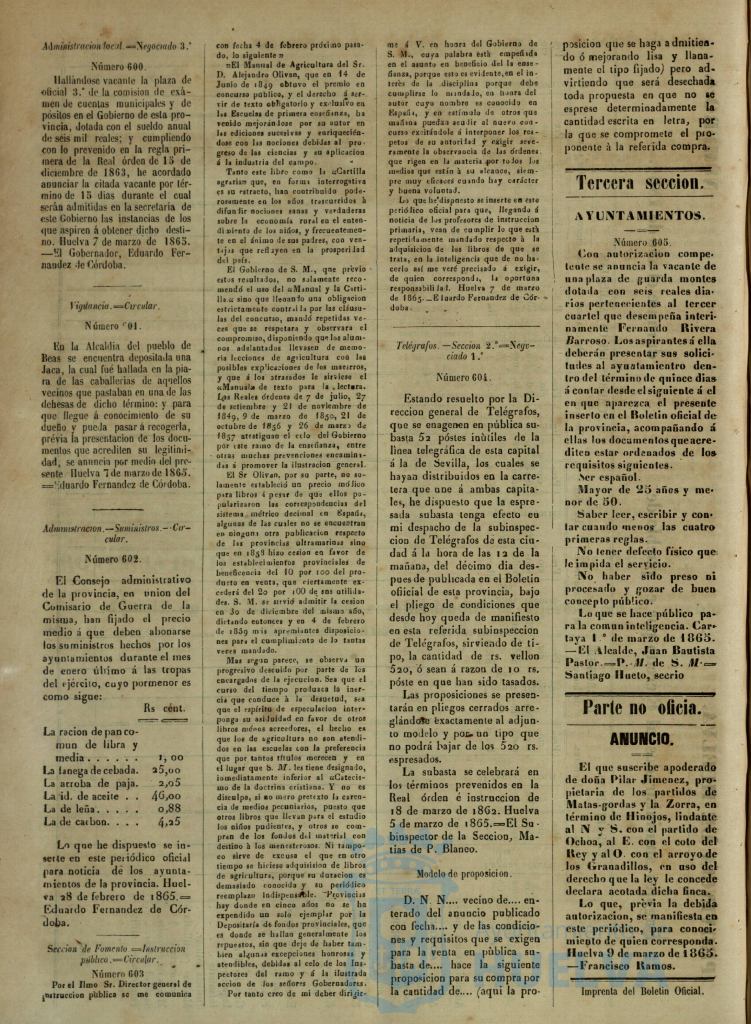 Administracion local.=Negociado 3.°
Número 600.
Hallándose vacante la plaza de
oficial 3.° de la comision de exá-
men de cuentas municipales y de
pósitos en el Gobierno de esta pro-
vincia, dotada con el sueldo anual
de séis mil reales; y cumpliendo
con lo prevenido en la regla pri-
mera de la Real órden de 15 de
diciembre de 1863, he acordado
anunciar la citada vacante por tér-
mino de 15 dias durante el cual
serán admitidas en la secretaria de
este Gobierno las instancias de los
que aspiren á obtener dicho desti-
no. Huelva 7 de marzo de 1865.
—El Gobernador, Eduardo Fer-
nandez de Córdoba.
Vigilancia.=Circular.
Número 601.
En la Alcaldia del pueblo de
Beas se encuentra depositada una
Jaca, la cual fué hallada en la pia-
ra de las caballerias de aquellos
vecinos que pastaban en una de las
dehesas de dicho término; y para
que llegue á conocimiento de su
dueño y pueda pasar á recogerla,
prévia la presentacion de los docu-
mentos que acrediten su legitimi-
dad, se anuncia por medio del pre-
sente Huelva 7 de marzo de 1865.
=Eduardo Fernandez de Córdoba.
Administracion.—Suministros.—Cir-
cular.
Número 602.
El Consejo administrativo
de la provincia, en union del
Comisario de Guerra de la
misma, han fijado el precio
medio á que deben abonarse
los suministros hechos por los
ayuntamientos durante el mes
de enero último á las tropas
del ejército, cuyo pormenor es
como sigue:
Rs cént.
La racion de pan co-
mun de libra y
media . . . . . . 1,00
La fanega de cebada. 25,00
La arroba de paja. 2,05
La id. de aceite . . 46,00
La de leña. . . . . 0,88
La de carbon. . . . 4,25
Lo que he dispuesto se in-
serte en este periódico oficial
para noticia de los ayunta-
mientos de la provincia. Huel-
va 28 de febrero de 1865.=
Eduardo Fernandez de Cór-
doba.
Seccion de Fomento =Instruccion
pública.=Circular.
Número 603
Por el Ilmo Sr. Director general de
instruccion pública se me comunica
con fecha 4 de febrero próximo pasa-
do, lo siguiente
»El Manual de Agricultura del Sr.
D. Alejandro Olivan, que en 14 de
Junio de 1849 obtuvo el premio en
concurso público, y el derecho á ser-
vir de texto obligatorio y exclusivo en
las Escuelas de primera enseñanza, ha
venido mejorándose por su autor en
las ediciones sucesivas y enriquecién-
dose con las nociones debidas al pro-
greso de las ciencias y su aplicacion
á la industria del campo.
Tanto este libro como la «Cartilla
agraria» que, en forma interrogativa
es su extracto, han contribuido pode-
rosamente en los años trascurridos á
difundir nociones sanas y verdaderas
sobre la economia rural en el entendi-
miento de los niños, y frecuentemen-
te en el ánimo de sus padres, con ven-
tajas que reflejen en la prosperidad
del pais.
El Gobierno de S. M., que prévio
estos resultados, no solamente reco-
mendó el uso del «Manual y la Carti-
lla,» sino que llenando una obligacion
estrictamente contraida por las cláusu-
las del concurso, mandó repetidas ve-
ces que se respetara y observara el
compromiso, disponiendo que los alum-
nos adelantados llevasen de memo-
ria lecciones de agricultura con las
posibles explicaciones de los maestros,
y que á los atrasados le sirviese el
«Manual» de texto para la lectura.
Las Reales órdenes de 7 de julio, 27
de setiembre y 21 de noviembre de
1849, 9 de marzo de 1850, 21 de
octubre de 1856 y 26 de marzo de
1857 atestiguan el celo del Gobierno
por este ramo de la enseñanza, entre
otras muchas prevenciones encamina-
das á promover la ilustracion general.
El Sr Olivan, por su parte, no so-
lamente estableció un precio módico
para libros á pesar de que ellos po-
pularizaron las correspondencias del
sistema métrico decimal en España,
algunas de las cuales no se encuentran
en ninguna otra publicacion respecto
de las provincias ultramarinas sino
que en 1858 hizo cesion en favor de
los establecimientos provinciales de
beneficencia del 10 por 100 del pro-
ducto en venta, que ciertamente ex-
cederá del 20 por 100 de sus utilida-
des. S. M. se sirvió admitir la cesion
en 30 de diciembre del mismo año,
dictando entonces y en 4 de febrero
de 1859 mas apremiantes disposicio-
nes para el cumplimiento de lo tantas
veces mandado.
Mas segun parece, se observa un
progresivo descuido por parte de los
encargados de la ejecucion. Sea que el
curso del tiempo produzca la iner-
cia que conduce á la desuetud, sea
que el espíritu de especulacion inter-
ponga su asiduidad en favor de otros
libros ménos acreedores, el hecho es
que los de agricultura no son atendi-
dos en las escuelas con la preferencia
que por tantos titulos merecen y en
el lugar que S. M. les tiene designado,
inmediatamente inferior al «Catecis-
mo de la doctrina cristiana. Y no es
disculpa, si no mero pretexto la caren-
cia de medios pecuniarios, puesto que
otros libros que llevan para el estudio
los niños pudientes, y otros se com-
pran de los fondos del material con
destino á los menesterosos. Ni tampo-
co sirve de excusa el que en otro
tiempo se hiciese adquisicion de libros
de agricultura, porque su duracion es
demasiado conocida y su periódico
reemplazo indispensable. Provincias
hay donde en cinco años no se ha
expendido un solo ejemplar por la
Depositaria de fondos provinciales, que
es donde se hallan generalmente los
repuestos, sin que deje de haber tam-
bien algunas excepciones honrosas y
atendibles, debidas al celo de los Ins-
pectores del ramo y á la ilustrada
accion de los señores Gobernadores.
Por tanto creo de mi deber dirigir-
me á V. en honra del Gobierno de
S. M., cuya palabra está empeñada
en el asunto en beneficio del la ense-
ñanza, porque esto es evidente, en el in-
terés de la disciplina porque debe
cumplirse lo mandado, en honra del
autor cuyo nombre es conocido en
España, y en estímulo de otros que
mañana puedan acudir al nuevo con-
curso excitándole á interponer los res-
petos de su autoridad y exigir seve-
ramente la observancia de las órdenes
que rigen en la materia por todos los
medios que están á su alcance, siem-
pre muy eficaces cuando hay carácter
y buena voluntad.
Lo que he dispuesto se inserte en este
periódico oficial para que, llegando á
noticia de los profesores de instruccion
primaria, vean de cumplir lo que está
repetidamente mandado respecto á la
adquisicion de los libros de que se
trata, en la inteligencia de que no ha-
cerlo asi me veré precisado á exigir,
de quien corresponda, la oportuna
responsabilidad. Huelva 7 de marzo
de 1865.—Eduardo Fernandez de Cór-
doba.
Telégrafos.—Seccion 2.ª=Nego-
ciado 1.°
Número 604.
Estando resuelto por la Di-
reccion general de Telégrafos,
que se enagenen en pública su-
basta 52 póstes inútiles de la
linea telegráfica de esta capital
á la de Sevilla, los cuales se
hayan distribuidos en la carre-
tera que une á ambas capita-
les, he dispuesto que la espre-
sada subasta tenga efecto en
mi despacho de la subinspec-
cion de Telégrafos de esta ciu-
dad á la hora de las 12 de la
mañana, del décimo dia des-
pues de publicada en el Boletin
oficial de esta provincia, bajo
el pliego de condiciones que
desde hoy queda de manifiesto
en esta referida subinspeccion
de Telégrafos, sirviendo de ti-
po, la cantidad de rs. vellon
520, ó sean á razon de 10 rs.
póste en que han sido tasados.
Las proposiciones se presen-
tarán en pliegos cerrados arre-
glándose exactamente al adjun-
to modelo y por un tipo que
no podrá bajar de los 520 rs.
espresados.
La subasta se celebrará en
los términos prevenidos en la
Real órden é instruccion de
18 de marzo de 1862. Huelva
5 de marzo de 1865.=El Su-
binspector de la Seccion, Ma-
tias de P. Blanco.
Modelo de proposicion.
D. N. N.... vecino de.... en-
terado del anuncio publicado
con fecha.... y de las condicio-
nes y requisitos que se exigen
para la venta en pública su-
basta de.... hace la siguiente
proposicion para su compra por
la cantidad de.... (aquí la pro-
posicion que se haga admitien-
do ó mejorando lisa y llana-
mente el tipo fijado) pero ad-
virtiendo que será desechada
toda propuesta en que no se
esprese determinadamente la
cantidad escrita en letra, por
la que se compromete el pro-
ponente á la referida compra.
Tercera seccion.
AYUNTAMIENTOS.
Número 605.
Con autorizacion compe-
tente se anuncia la vacante de
una plaza de guarda montes
dotada con seis reales dia-
rios pertenecientes al tercer
cuartel que desempeña interi-
namente Fernando Rivera
Barroso. Los aspirantes á ella
deberán presentar sus solici-
tudes al ayuntamiento den-
tro del término de quince dias
á contar desde el siguiente á el
en que aparezca el presente
inserto en el Boletin oficial de
la provincia, acompañando á
ellas los documentos que acre-
diten estar ordenados de los
requisitos siguientes.
Ser español.
Mayor de 25 años y me-
nor de 50.
Saber leer, escribir y con-
tar cuando menos las cuatro
primeras reglas.
No tener defecto físico que
le impida el servicio.
No haber sido preso ni
procesado y gozar de buen
concepto público.
Lo que se hace público pa-
ra la comun inteligencia. Car-
taya 1.° de marzo de 1865.
—El Alcalde, Juan Bautista
Pastor.=P. M. de S. M.=
Santiago Hueto, secrio
Parte no oficia.
ANUNCIO.
El que suscribe apoderado
de doña Pilar Jimenez, pro-
pietaria de los partidos de
Matas-gordas y la Zorra, en
término de Hinojos, lindante
al N y S. con el partido de
Ochoa, al E. con el coto del
Rey y al O. con el arroyo de
los Granadillos, en uso del
derecho que la ley le concede
declara acotada dicha finca.
Lo que, prévia la debida
autorizacion, se manifiesta en
este periódico, para conoci-
miento de quien corresponda.
Huelva 9 de marzo de 1865.
—Francisco Ramos.
Imprenta del Boletin Oficial.